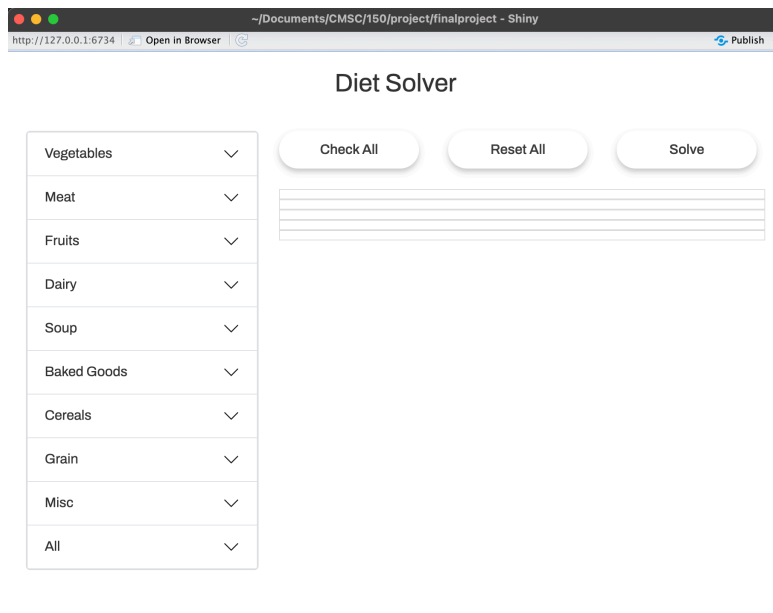 ~/Documents/CMSC/150/project/finalproject - Shiny
http://127.0.0.1:6734 Open in Browser Publish
Diet Solver
Vegetables
Meat
Fruits
Dairy
Soup
Baked Goods
Cereals
Grain
Misc
All
Check All Reset All Solve